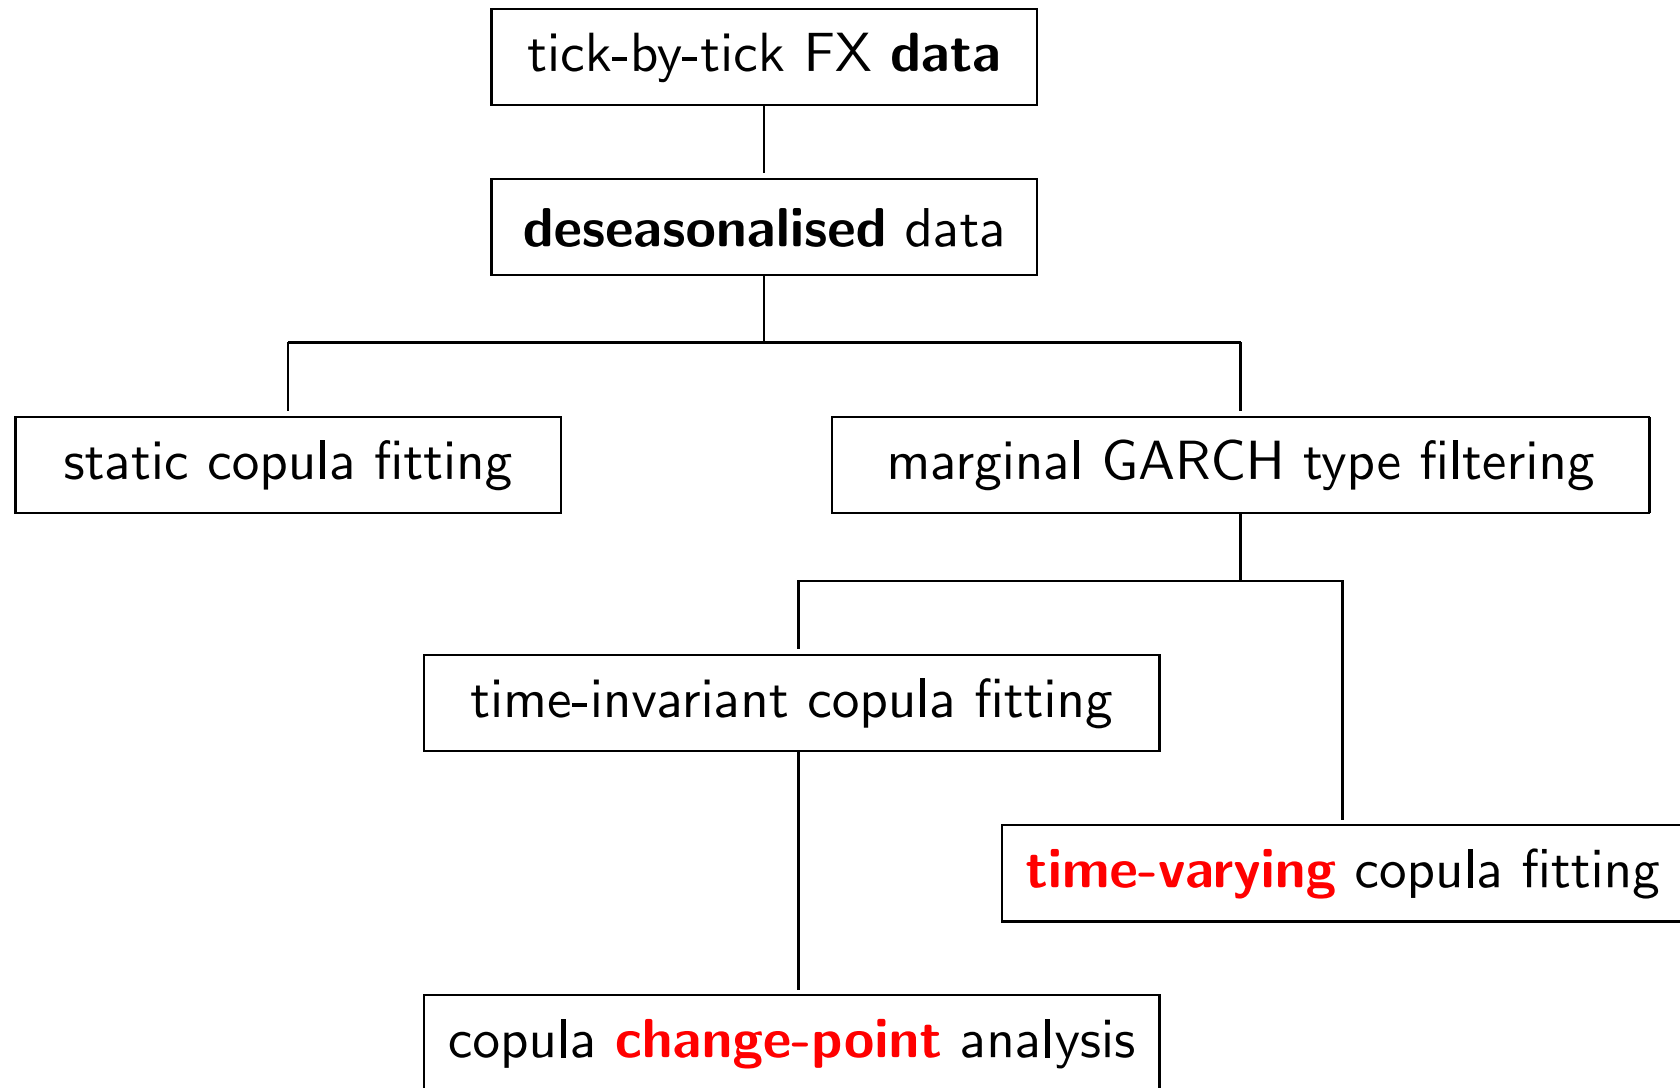 tick-by-tick FX data
deseasonalised data
static copula fitting
marginal GARCH type filtering
time-invariant copula fitting
time-varying copula fitting
copula change-point analysis